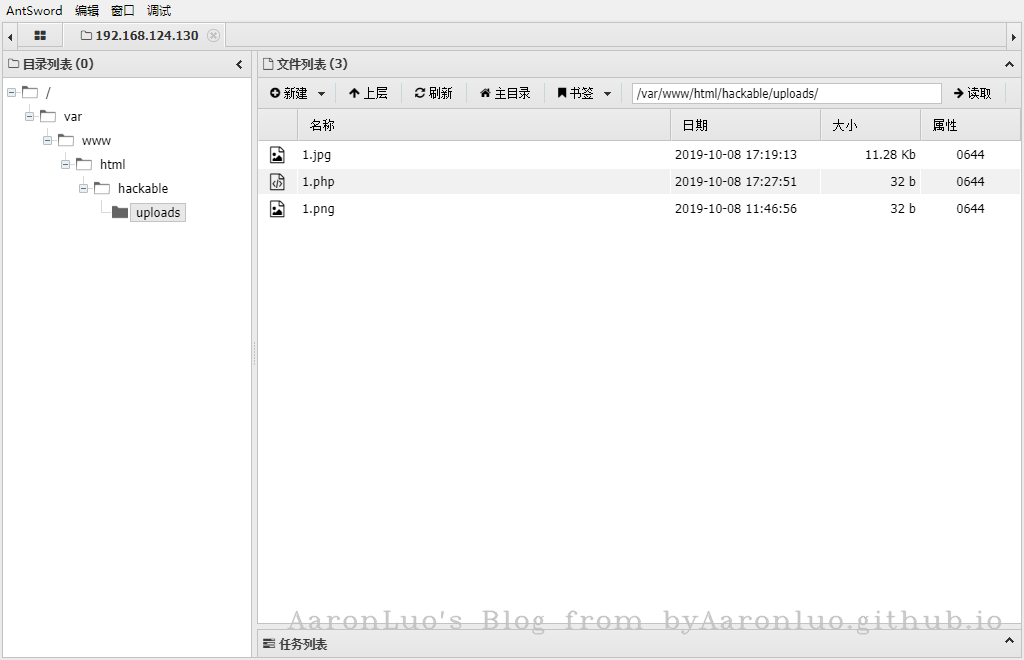 AntSword 编辑 窗口 调试
192.168.124.130
目录列表 (0)
/
var
www
html
hackable
uploads
文件列表 (3)
新建 上层 刷新 主目录 书签 /var/www/html/hackable/uploads/ 读取
名称 日期 大小 属性
1.jpg 2019-10-08 17:19:13 11.28 Kb 0644
1.php 2019-10-08 17:27:51 32 b 0644
1.png 2019-10-08 11:46:56 32 b 0644
AaronLuo's Blog from byAaronluo.github.io
任务列表